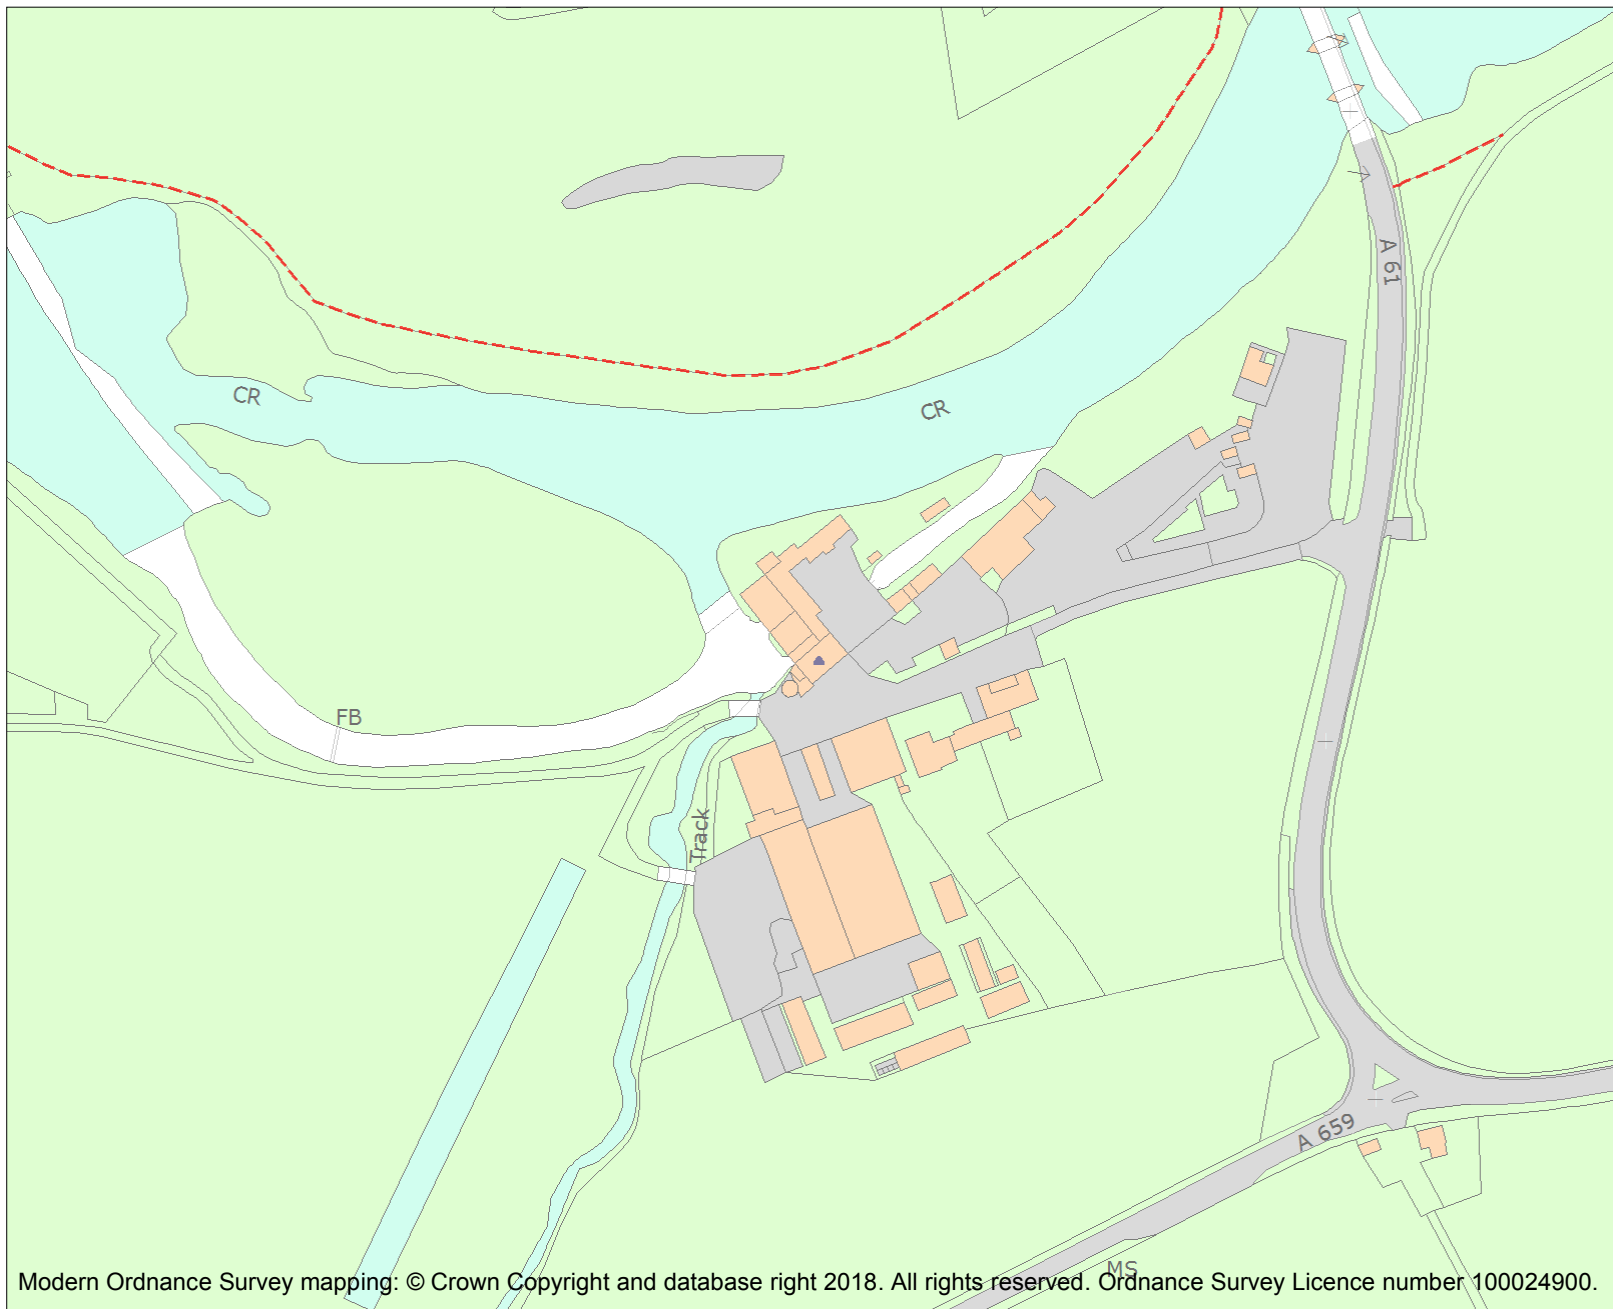 A 61
CR
CR
FB
Track
A 659
MS
Modern Ordnance Survey mapping: © Crown Copyright and database right 2018. All rights reserved. Ordnance Survey Licence number 100024900.